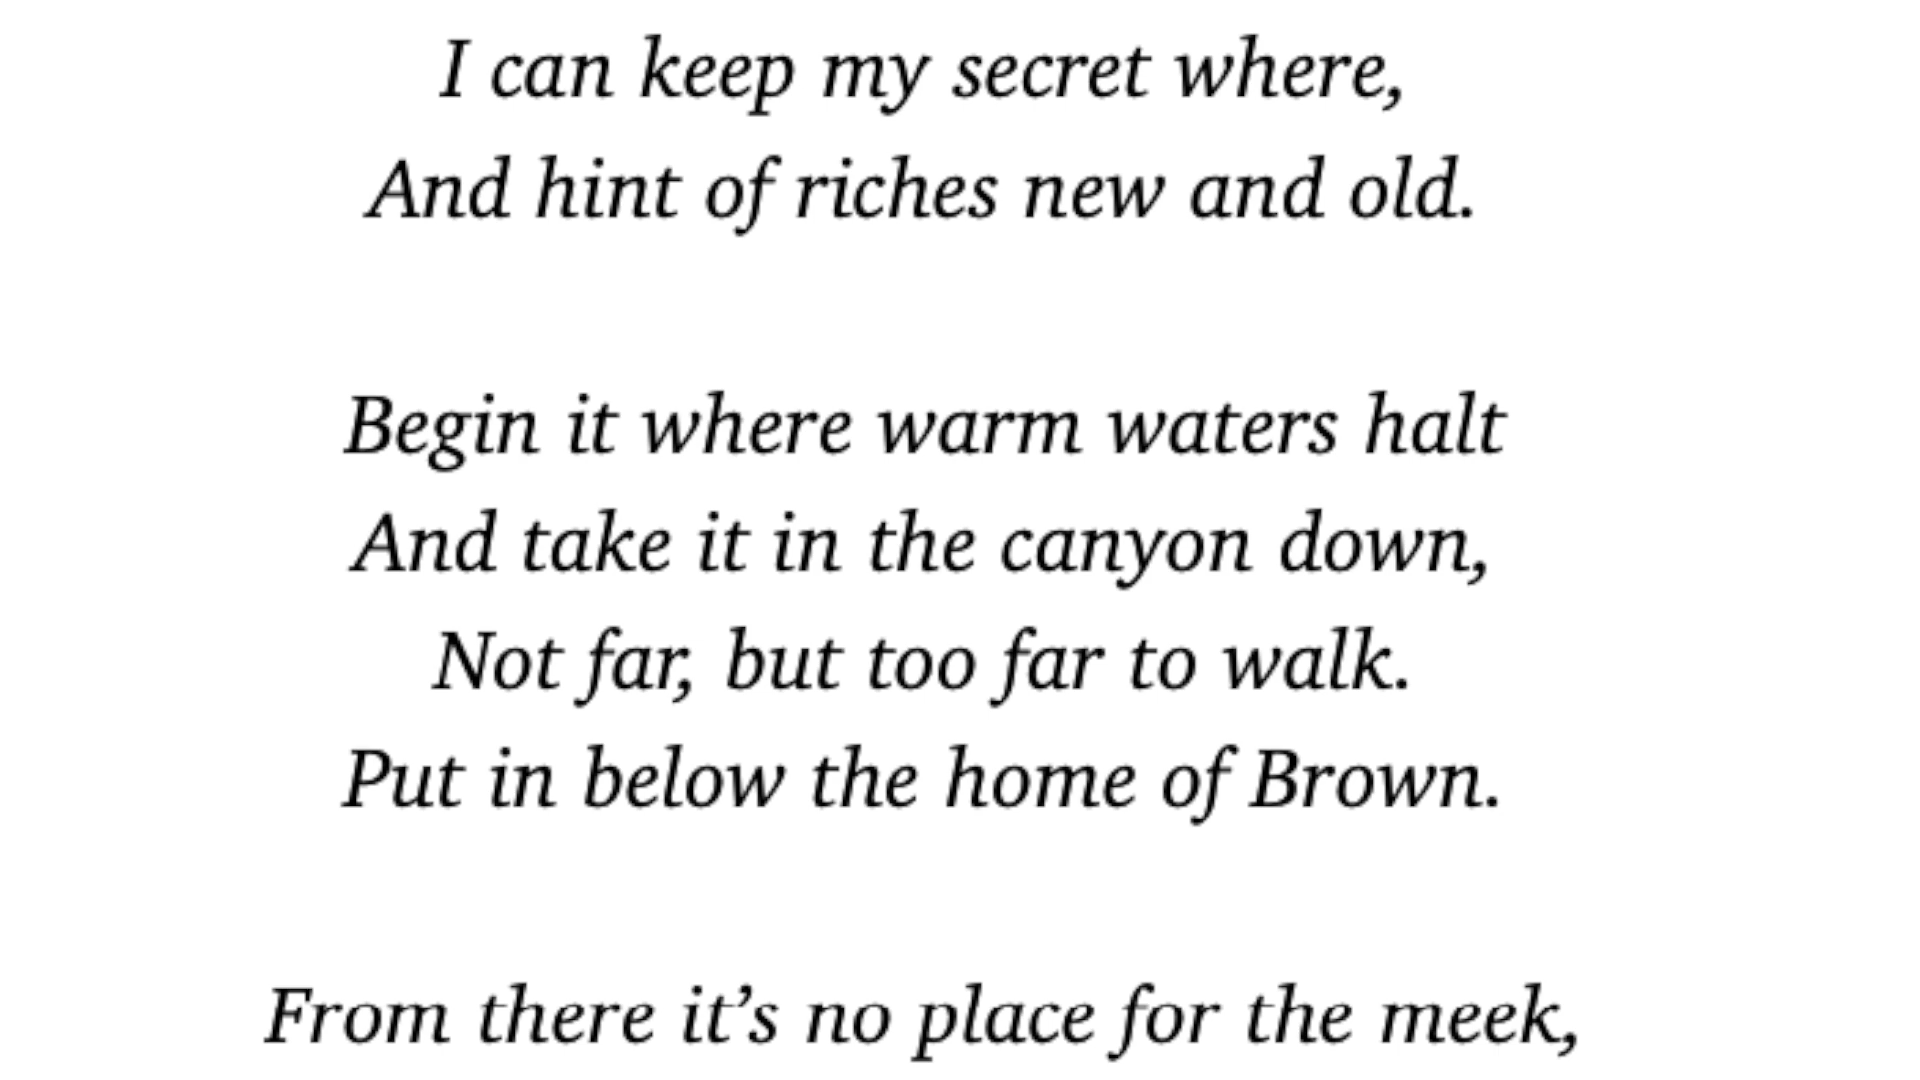 I can keep my secret where,
And hint of riches new and old.
Begin it where warm waters halt
And take it in the canyon down,
Not far, but too far to walk.
Put in below the home of Brown.
From there it’s no place for the meek,